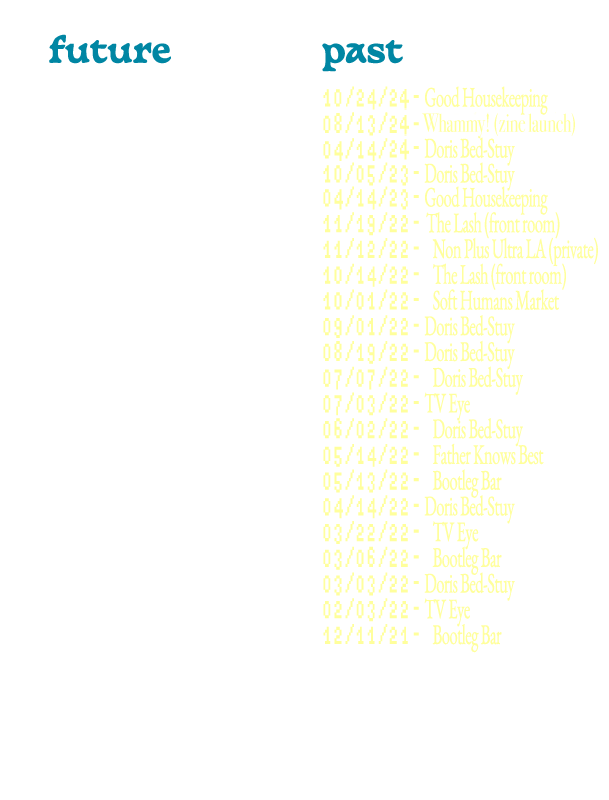 future
past
10/24/24 - Good Housekeeping
08/13/24 - Whammy! (zine launch)
04/14/24 - Doris Bed-Stuy
10/05/23 - Doris Bed-Stuy
04/14/23 - Good Housekeeping
11/19/22 - The Lash (front room)
11/12/22 - Non Plus Ultra LA (private)
10/14/22 - The Lash (front room)
10/01/22 - Soft Humans Market
09/01/22 - Doris Bed-Stuy
08/19/22 - Doris Bed-Stuy
07/07/22 - Doris Bed-Stuy
07/03/22 - TV Eye
06/02/22 - Doris Bed-Stuy
05/14/22 - Father Knows Best
05/13/22 - Bootleg Bar
04/14/22 - Doris Bed-Stuy
03/22/22 - TV Eye
03/06/22 - Bootleg Bar
03/03/22 - Doris Bed-Stuy
02/03/22 - TV Eye
12/11/21 - Bootleg Bar